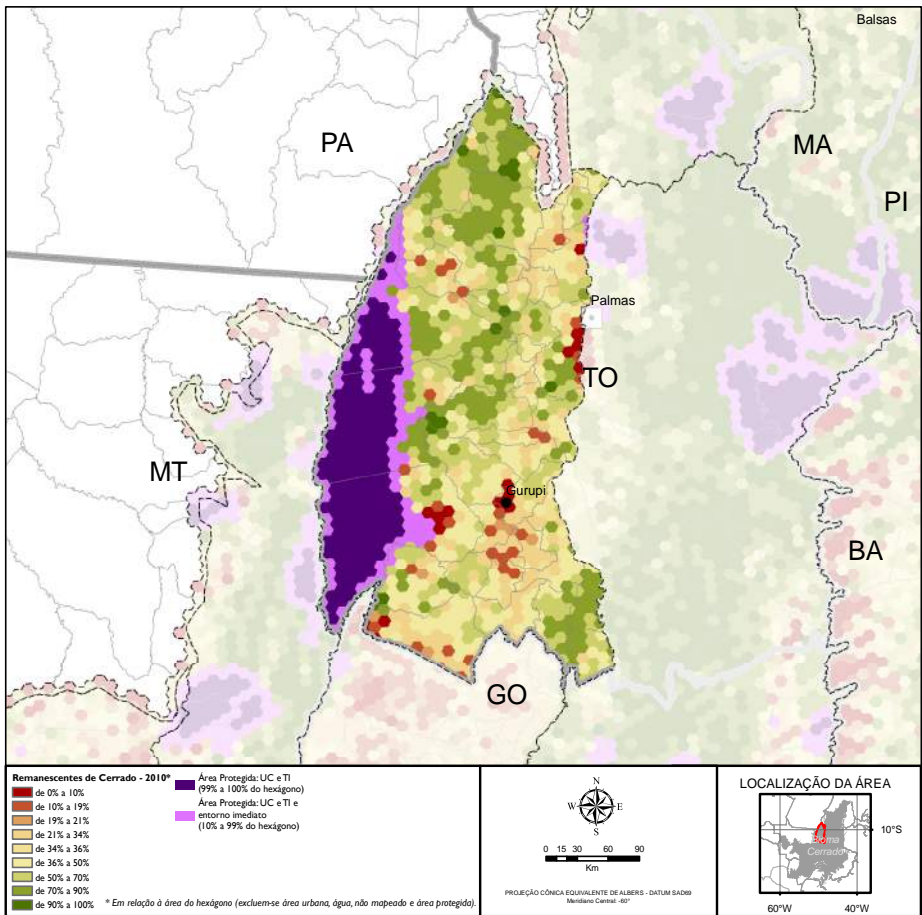 Balsas
PA
MA
PI
Palmas
TO
MT
Gurupi
BA
GO
Remanescentes de Cerrado - 2010*
de 0% a 10%
de 10% a 19%
de 19% a 21%
de 21% a 34%
de 34% a 36%
de 36% a 50%
de 50% a 70%
de 70% a 90%
de 90% a 100%
Área Protegida: UC e TI
(99% a 100% do hexágono)
Área Protegida: UC e TI e
entorno imediato
(10% a 99% do hexágono)
* Em relação à área do hexágono (excluem-se área urbana, água, não mapeado e área protegida).
N
W E
S
0 15 30 60 90
Km
PROJEÇÃO CÔNICA EQUIVALENTE DE ALBERS - DATUM SAD69
Meridiano Central: -60°
LOCALIZAÇÃO DA ÁREA
10°S
Bioma
Cerrado
60°W 40°W